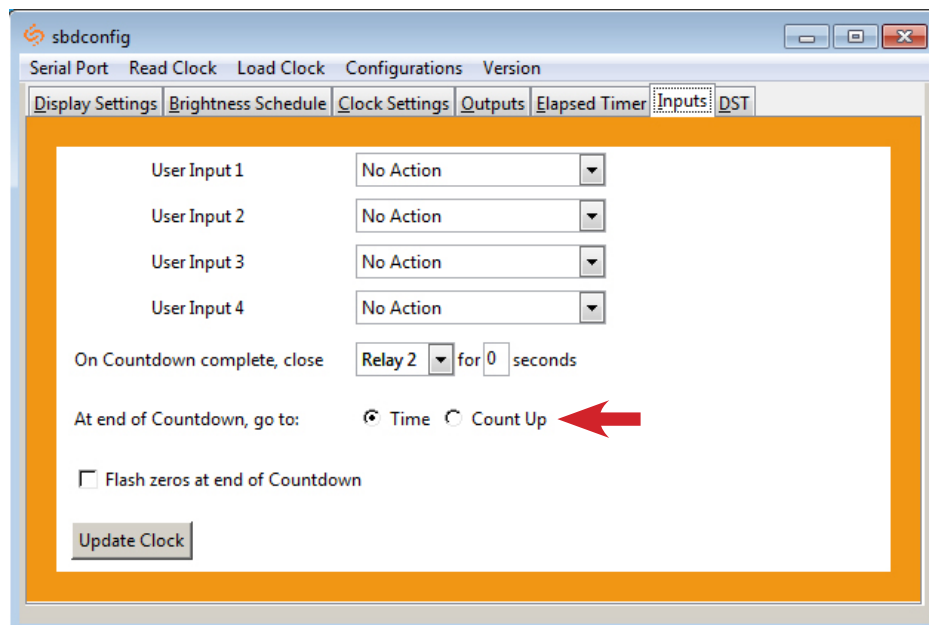 sbdconfig
Serial Port Read Clock Load Clock Configurations Version
Display Settings Brightness Schedule Clock Settings Outputs Elapsed Timer Inputs DST
User Input 1 No Action
User Input 2 No Action
User Input 3 No Action
User Input 4 No Action
On Countdown complete, close Relay 2 for 0 seconds
At end of Countdown, go to: Time Count Up
Flash zeros at end of Countdown
Update Clock